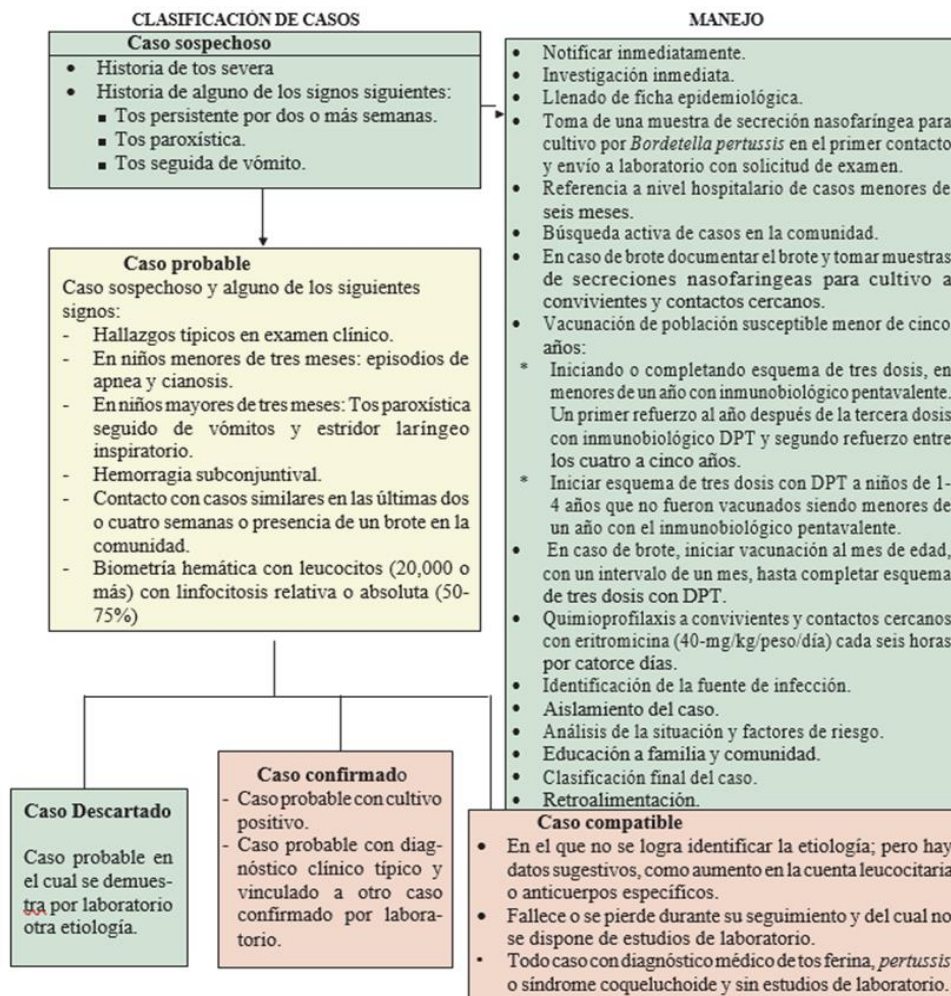 CLASIFICACIÓN DE CASOS
Caso sospechoso
• Historia de tos severa
• Historia de alguno de los signos siguientes:
▪ Tos persistente por dos o más semanas.
▪ Tos paroxística.
▪ Tos seguida de vómito.
Caso probable
Caso sospechoso y alguno de los siguientes
signos:
- Hallazgos típicos en examen clínico.
- En niños menores de tres meses: episodios de
apnea y cianosis.
- En niños mayores de tres meses: Tos paroxística
seguido de vómitos y estridor laríngeo
inspiratorio.
- Hemorragia subconjuntival.
- Contacto con casos similares en las últimas dos
o cuatro semanas o presencia de un brote en la
comunidad.
- Biometría hemática con leucocitos (20,000 o
más) con linfocitosis relativa o absoluta (50-
75%)
MANEJO
• Notificar inmediatamente.
• Investigación inmediata.
• Llenado de ficha epidemiológica.
• Toma de una muestra de secreción nasofaríngea para
cultivo por Bordetella pertussis en el primer contacto
y envío a laboratorio con solicitud de examen.
• Referencia a nivel hospitalario de casos menores de
seis meses.
• Búsqueda activa de casos en la comunidad.
• En caso de brote documentar el brote y tomar muestras
de secreciones nasofaringeas para cultivo a
convivientes y contactos cercanos.
• Vacunación de población susceptible menor de cinco
años:
* Iniciando o completando esquema de tres dosis, en
menores de un año con inmunobiológico pentavalente.
Un primer refuerzo al año después de la tercera dosis
con inmunobiológico DPT y segundo refuerzo entre
los cuatro a cinco años.
* Iniciar esquema de tres dosis con DPT a niños de 1-
4 años que no fueron vacunados siendo menores de
un año con el inmunobiológico pentavalente.
• En caso de brote, iniciar vacunación al mes de edad,
con un intervalo de un mes, hasta completar esquema
de tres dosis con DPT.
• Quimioprofilaxis a convivientes y contactos cercanos
con eritromicina (40-mg/kg/peso/día) cada seis horas
por catorce días.
• Identificación de la fuente de infección.
• Aislamiento del caso.
• Análisis de la situación y factores de riesgo.
• Educación a familia y comunidad.
• Clasificación final del caso.
• Retroalimentación.
Caso Descartado
Caso probable en
el cual se demues-
tra por laboratorio
otra etiología.
Caso confirmado
- Caso probable con cultivo
positivo.
- Caso probable con diag-
nóstico clínico típico y
vinculado a otro caso
confirmado por labora-
torio.
Caso compatible
• En el que no se logra identificar la etiología; pero hay
datos sugestivos, como aumento en la cuenta leucocitaria
o anticuerpos específicos.
• Fallece o se pierde durante su seguimiento y del cual no
se dispone de estudios de laboratorio.
• Todo caso con diagnóstico médico de tos ferina, pertussis
o síndrome coqueluchoide y sin estudios de laboratorio.